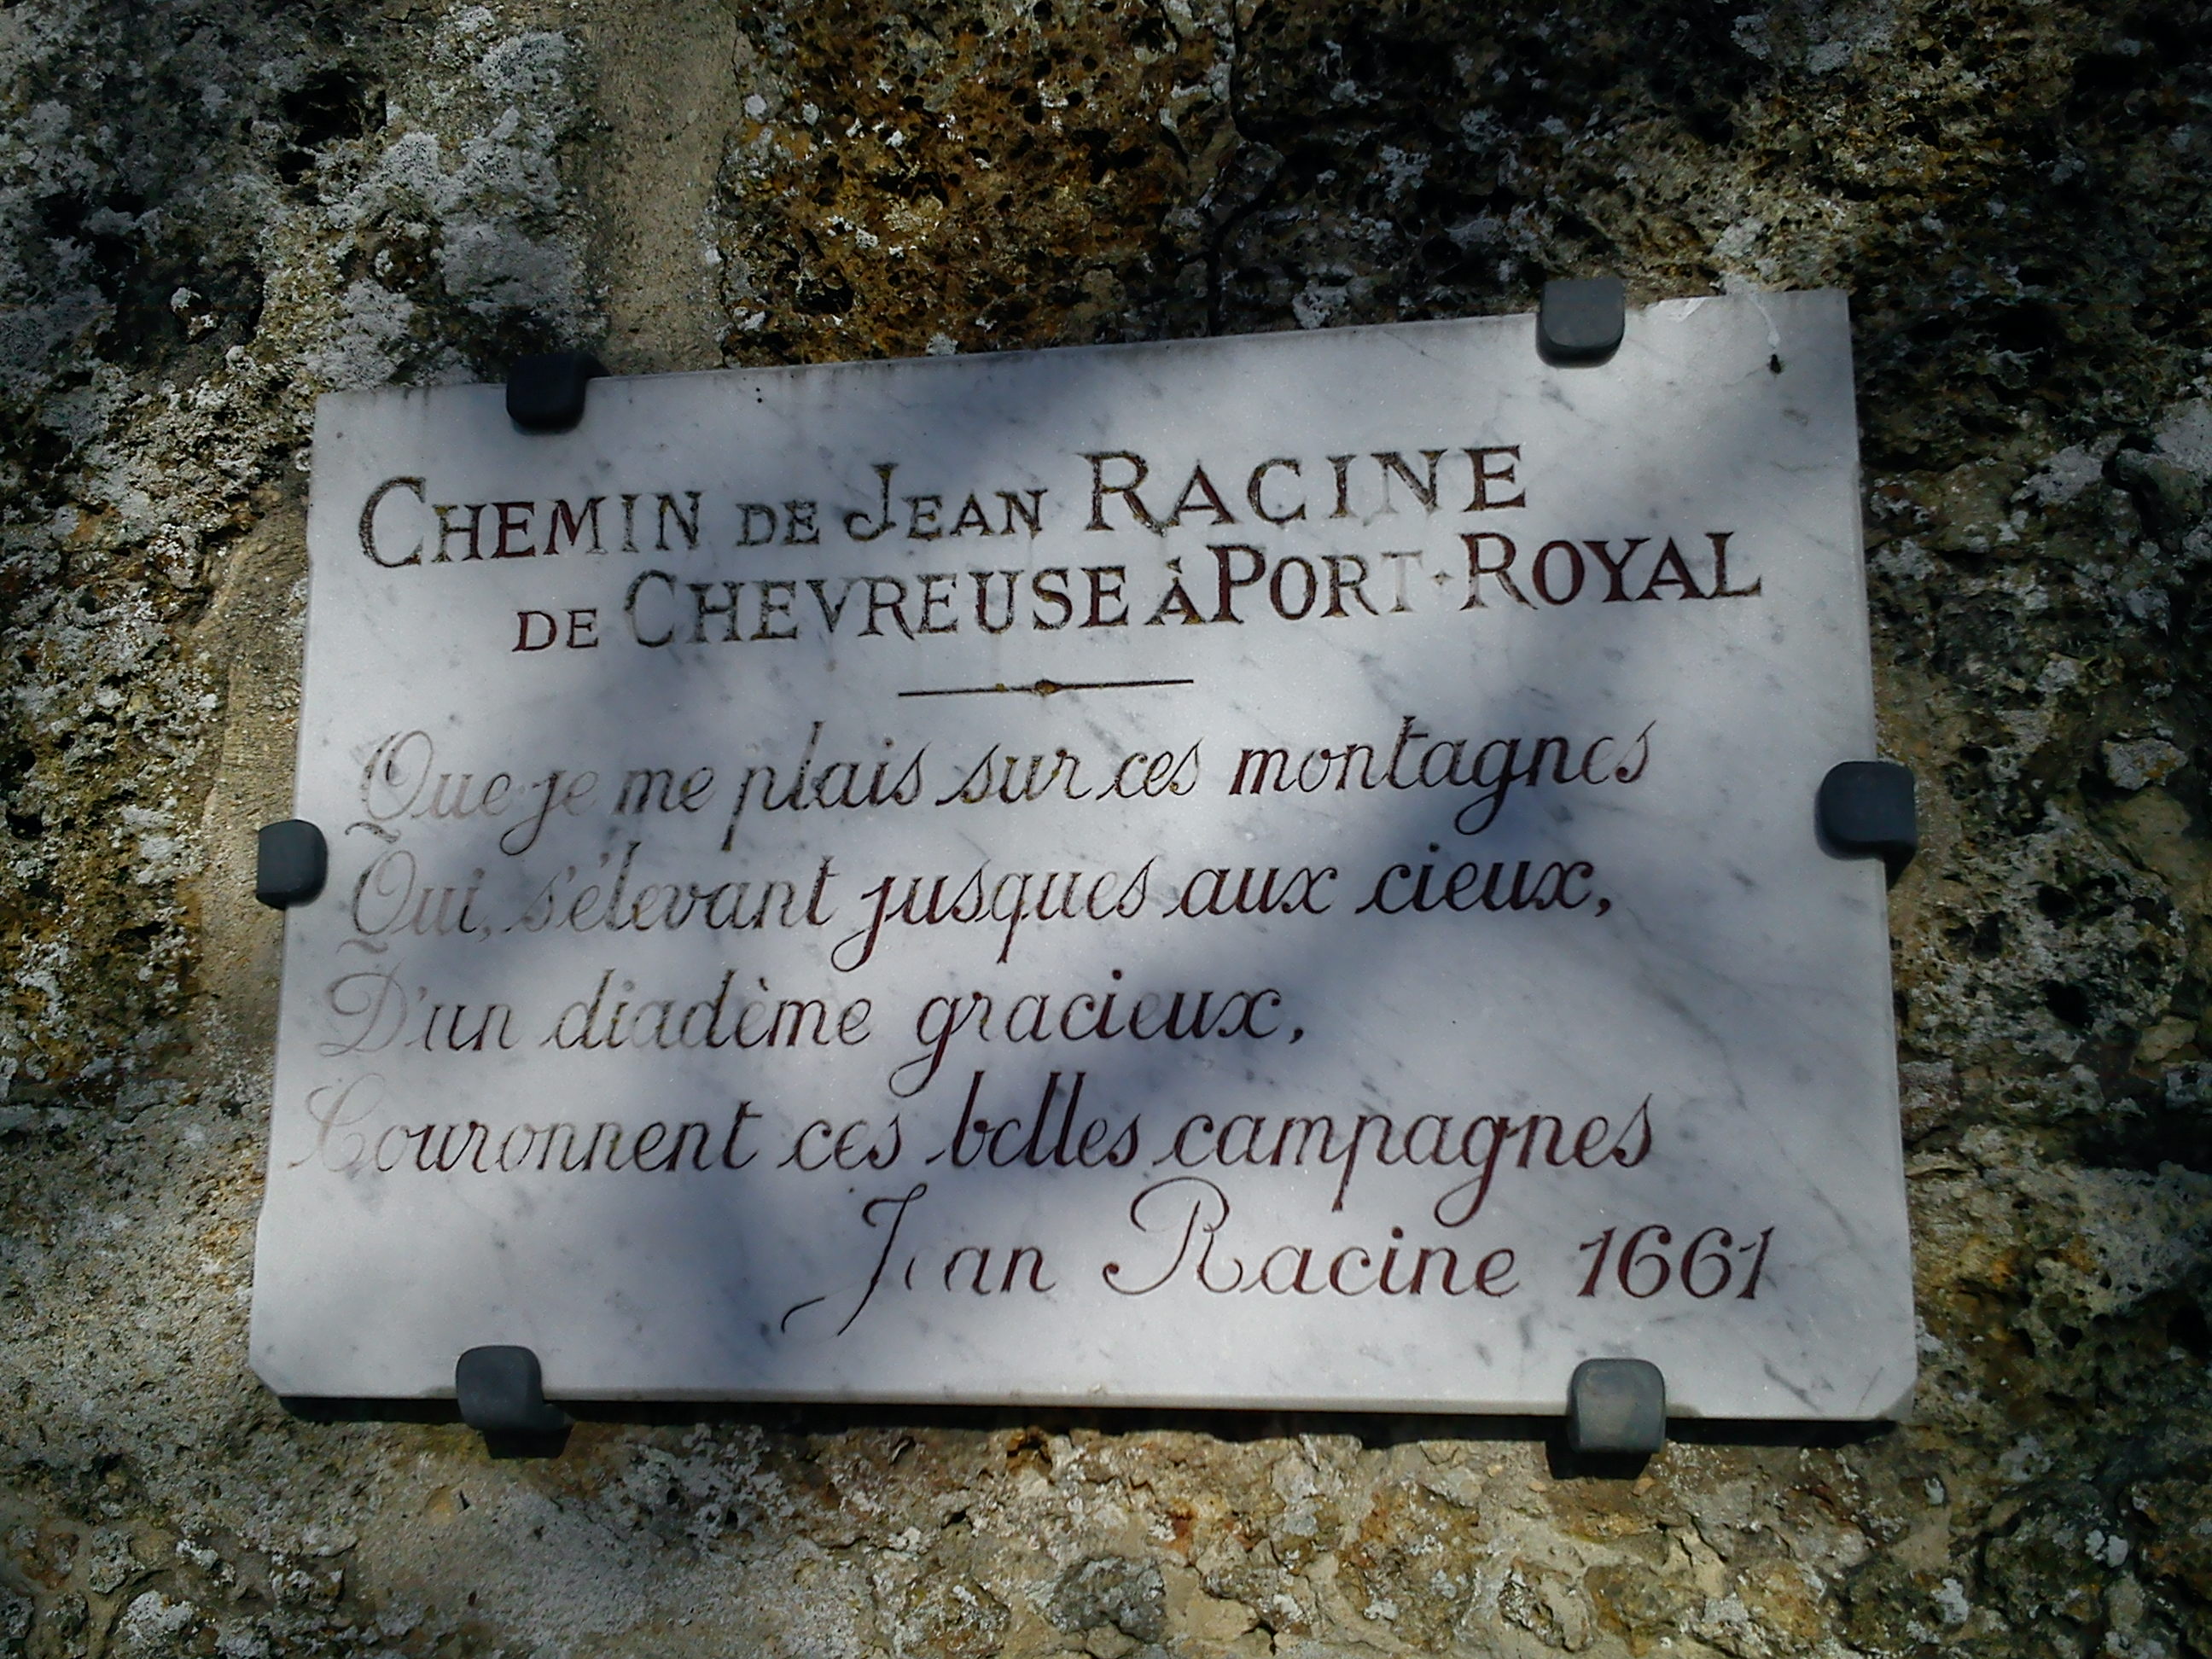 CHEMIN DE JEAN RACINE
DE CHEVREUSE À PORT-ROYAL
Que je me plais sur ces montagnes
Qui, s'élevant jusques aux cieux,
D'un diadème gracieux,
Couronnent ces belles campagnes
Jean Racine 1661